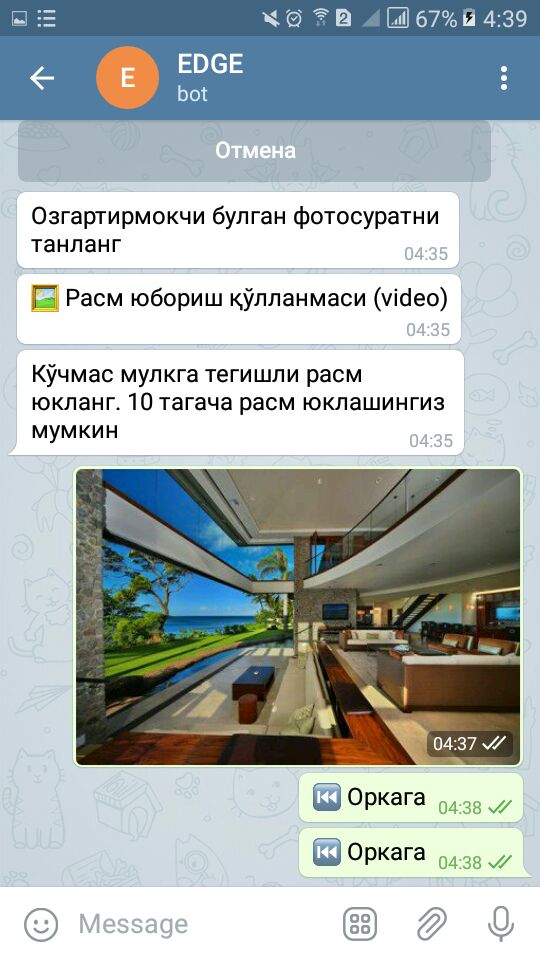 2
67%
4:39
E
EDGE
bot
Отмена
Озгартирмокчи булган фотосуратни
танланг
04:35
Расм юбориш қўлланмаси (video)
04:35
Кўчмас мулкга тегишли расм
юкланг. 10 тагача расм юклашингиз
мумкин
04:35
04:37
Оркага
04:38
Оркага
04:38
Message